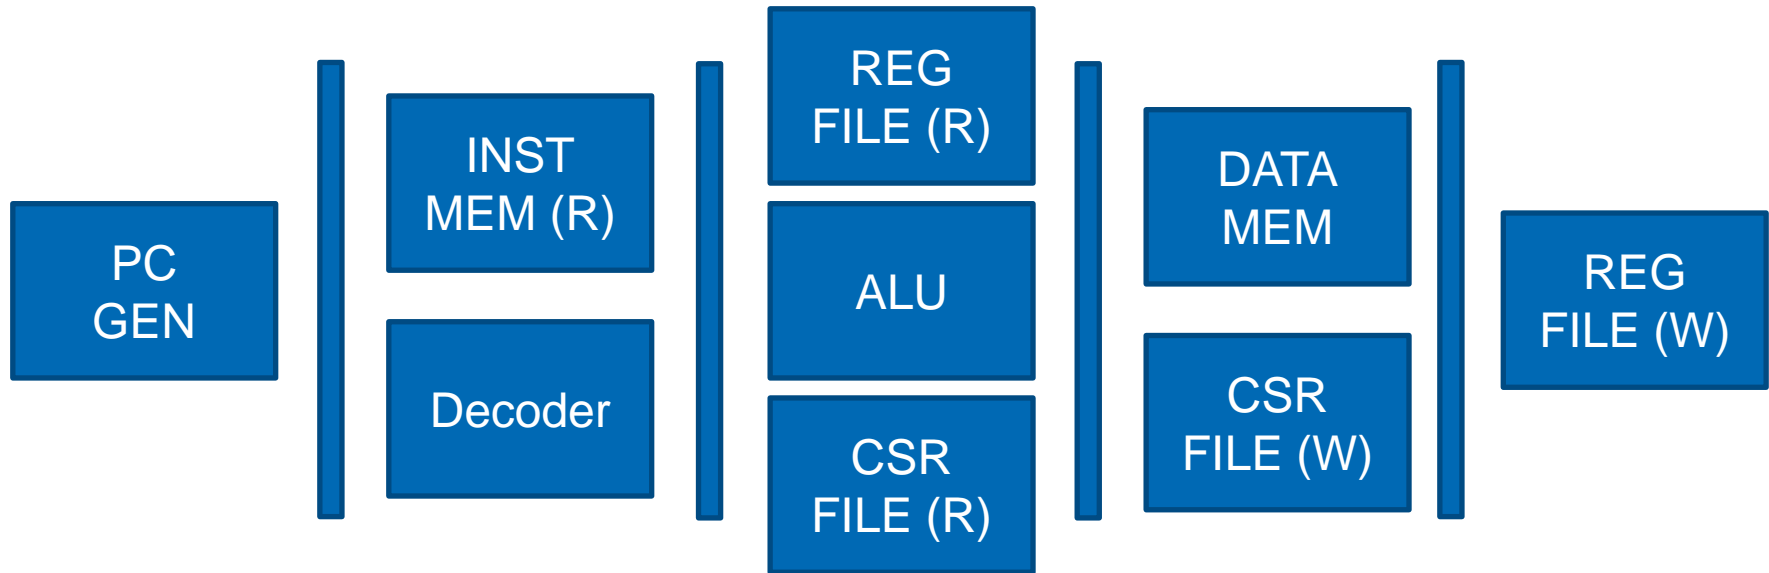 PC
GEN
INST
MEM (R)
Decoder
REG
FILE (R)
ALU
CSR
FILE (R)
DATA
MEM
CSR
FILE (W)
REG
FILE (W)